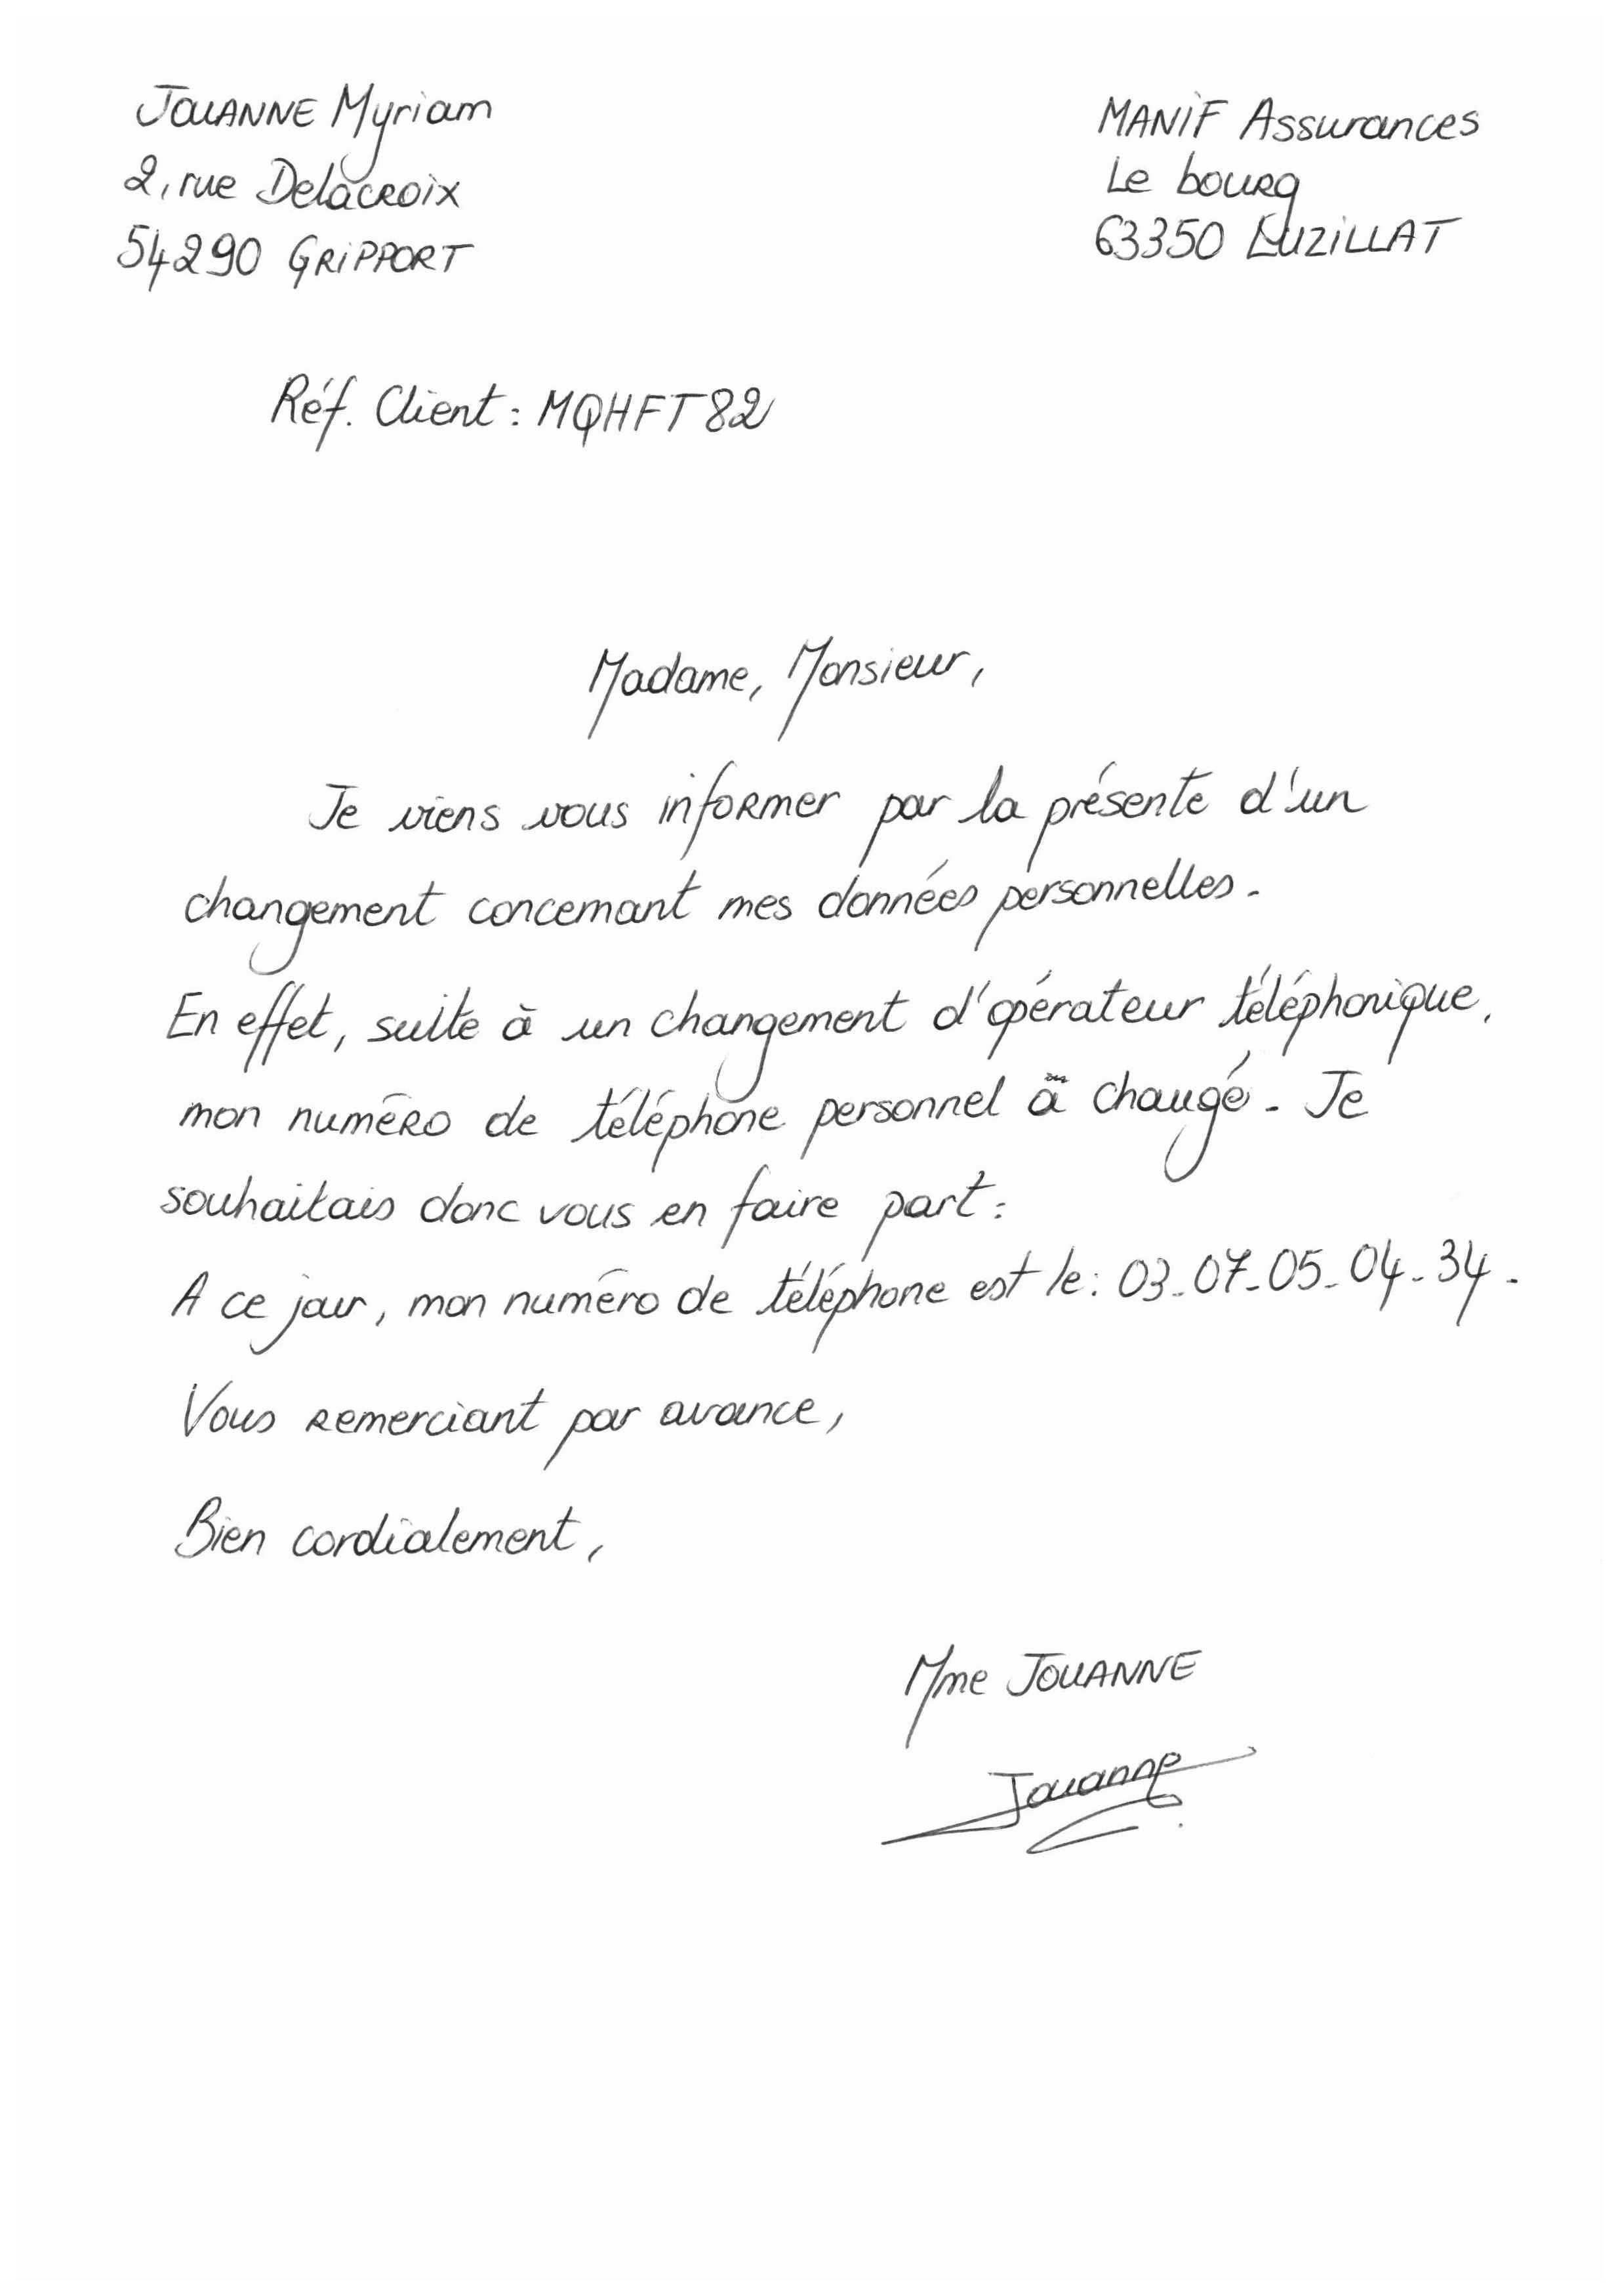 JOUANNE Myriam
2, rue Delacroix
54290 GRIPPORT
MANIF Assurances
Le bourg
63350 LUZILLAT
Réf. Client : MQHFT82
Madame, Monsieur,
Je viens vous informer par la présente d'un
changement concernant mes données personnelles.
En effet, suite à un changement d'opérateur téléphonique,
mon numéro de téléphone personnel a changé. Je
souhaitais donc vous en faire part :
A ce jour, mon numéro de téléphone est le : 03-07-05-04-34.
Vous remerciant par avance,
Bien cordialement,
Mme JOUANNE
Jouanne